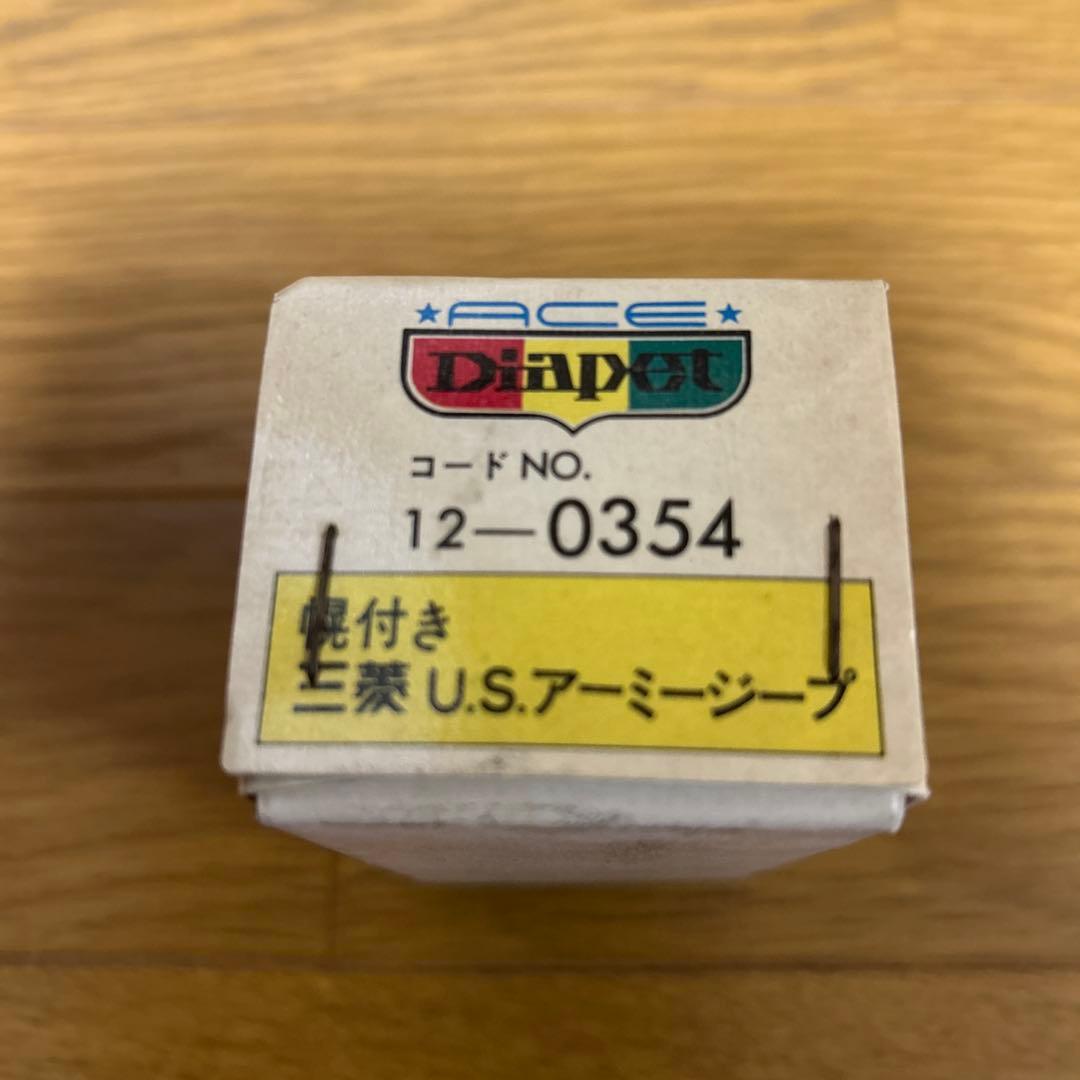 ACE
Diapet
コードNO.
12—0354
幌付き
三菱 U.S.アーミージープ